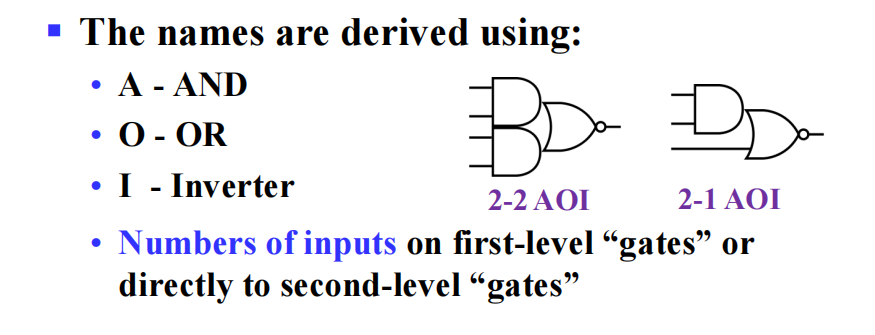 The names are derived using:
A - AND
O - OR
I - Inverter
2-2 AOI
2-1 AOI
Numbers of inputs on first-level “gates” or
directly to second-level “gates”